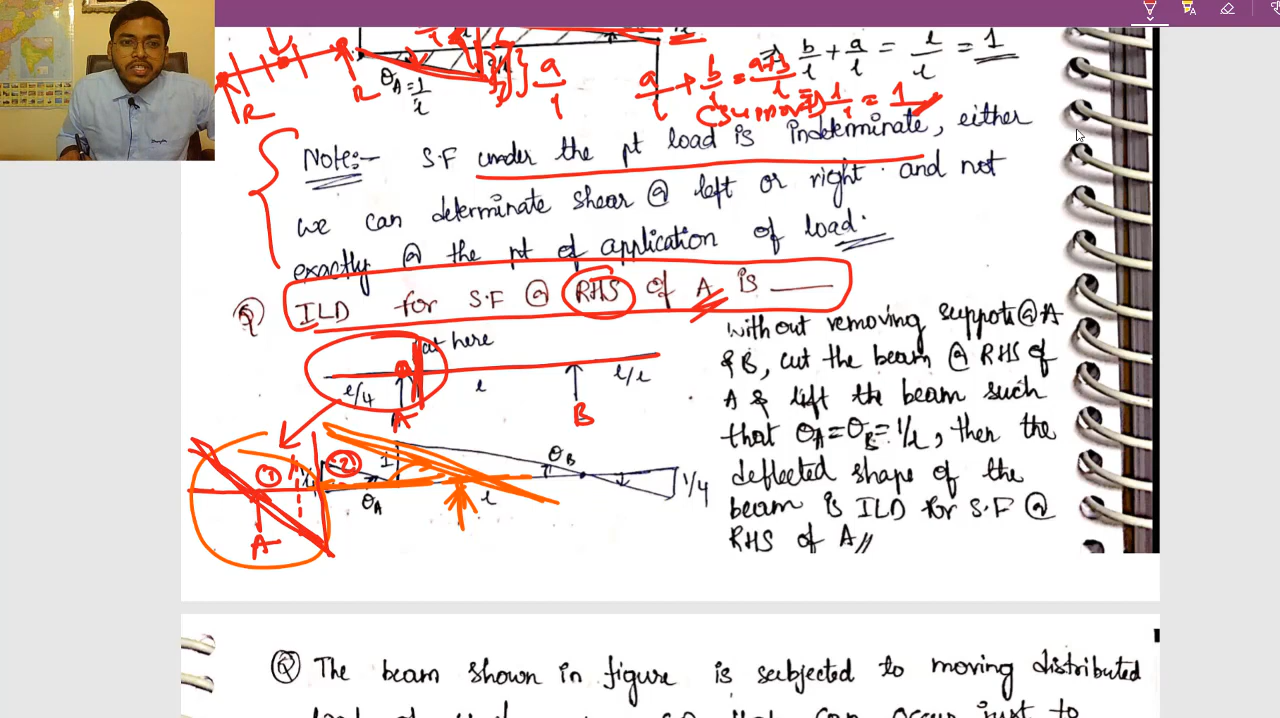 θA = 1/l
R
R
a/l
b/l + a/l = l/l = 1
a/l + b/l = a+b/l
= l/l = 1
Note:- S.F under the pt load is indeterminate, either
we can determinate shear @ left or right. and not
exactly @ the pt of application of load.
Q ILD for S.F @ RHS of A is ____
at here
l/4 l l/l
A B
without removing suppots@A
& B, cut the beam @ RHS of
A & lift the beam such
that θA=θB=1/l, then the
deflected shape of the
beam is ILD for S.F @
RHS of A//
① ② 1 θB
θA l 1/4
A
Q The beam shown in figure is subjected to moving distributed